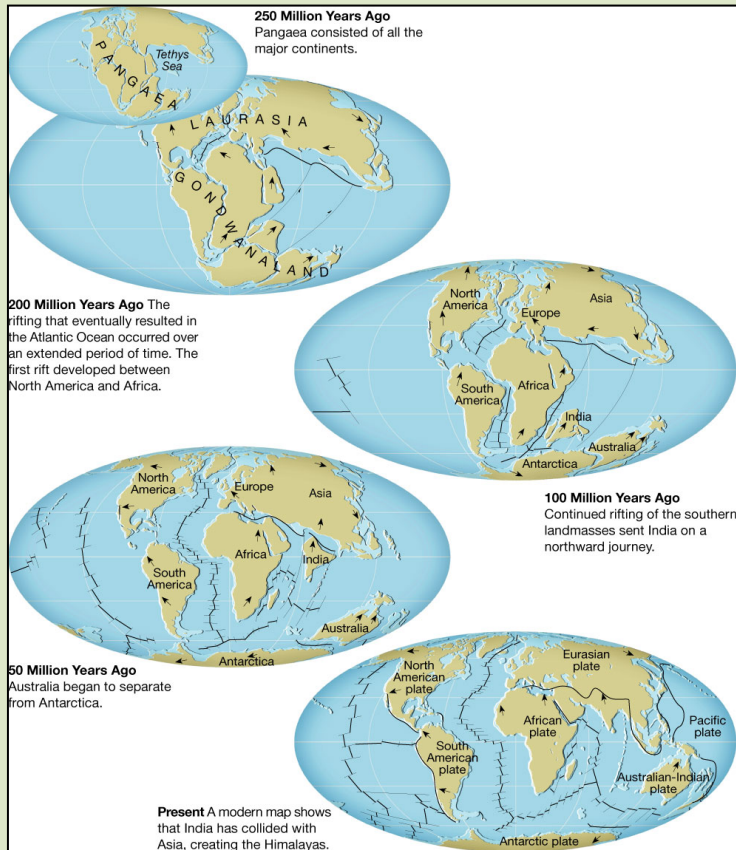 250 Million Years Ago
Pangaea consisted of all the
major continents.
Tethys
Sea
PANGAEA
LAURASIA
GONDWANALAND
200 Million Years Ago The
rifting that eventually resulted in
the Atlantic Ocean occurred over
an extended period of time. The
first rift developed between
North America and Africa.
North
America
Europe
Asia
South
America
Africa
India
Australia
Antarctica
100 Million Years Ago
Continued rifting of the southern
landmasses sent India on a
northward journey.
North
America
Europe
Asia
Africa
India
South
America
Australia
Antarctica
50 Million Years Ago
Australia began to separate
from Antarctica.
North
American
plate
Eurasian
plate
African
plate
Pacific
plate
South
American
plate
Australian-Indian
plate
Antarctic plate
Present A modern map shows
that India has collided with
Asia, creating the Himalayas.